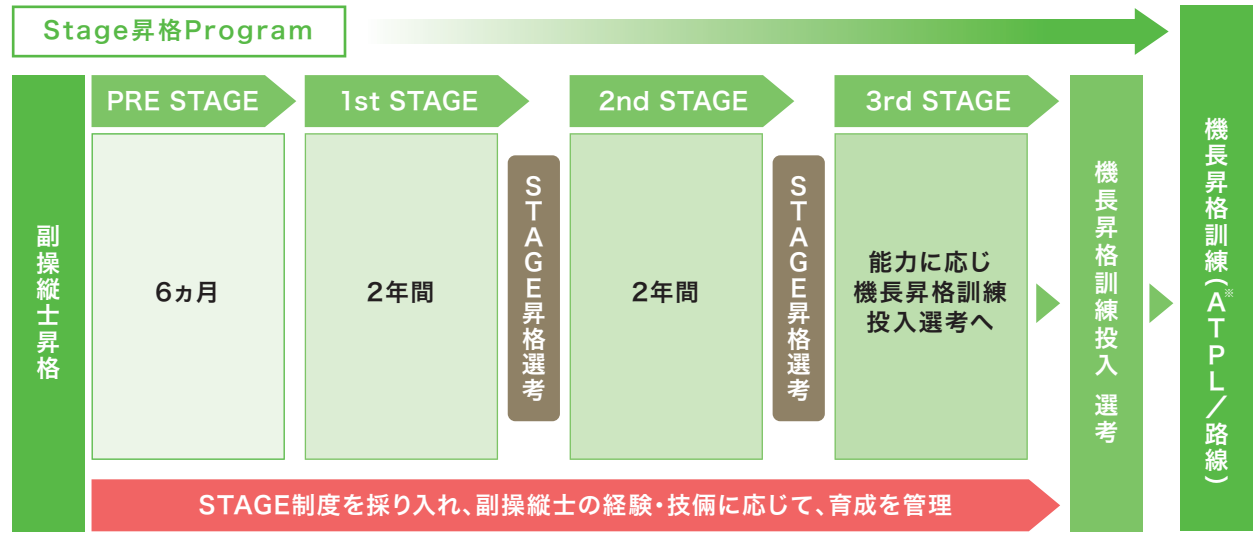 Stage昇格Program
副操縦士昇格
PRE STAGE
6ヵ月
1st STAGE
2年間
STAGE昇格選考
2nd STAGE
2年間
STAGE昇格選考
3rd STAGE
能力に応じ
機長昇格訓練
投入選考へ
機長昇格訓練投入 選考
機長昇格訓練(ATPL※/路線)
STAGE制度を採り入れ、副操縦士の経験・技倆に応じて、育成を管理